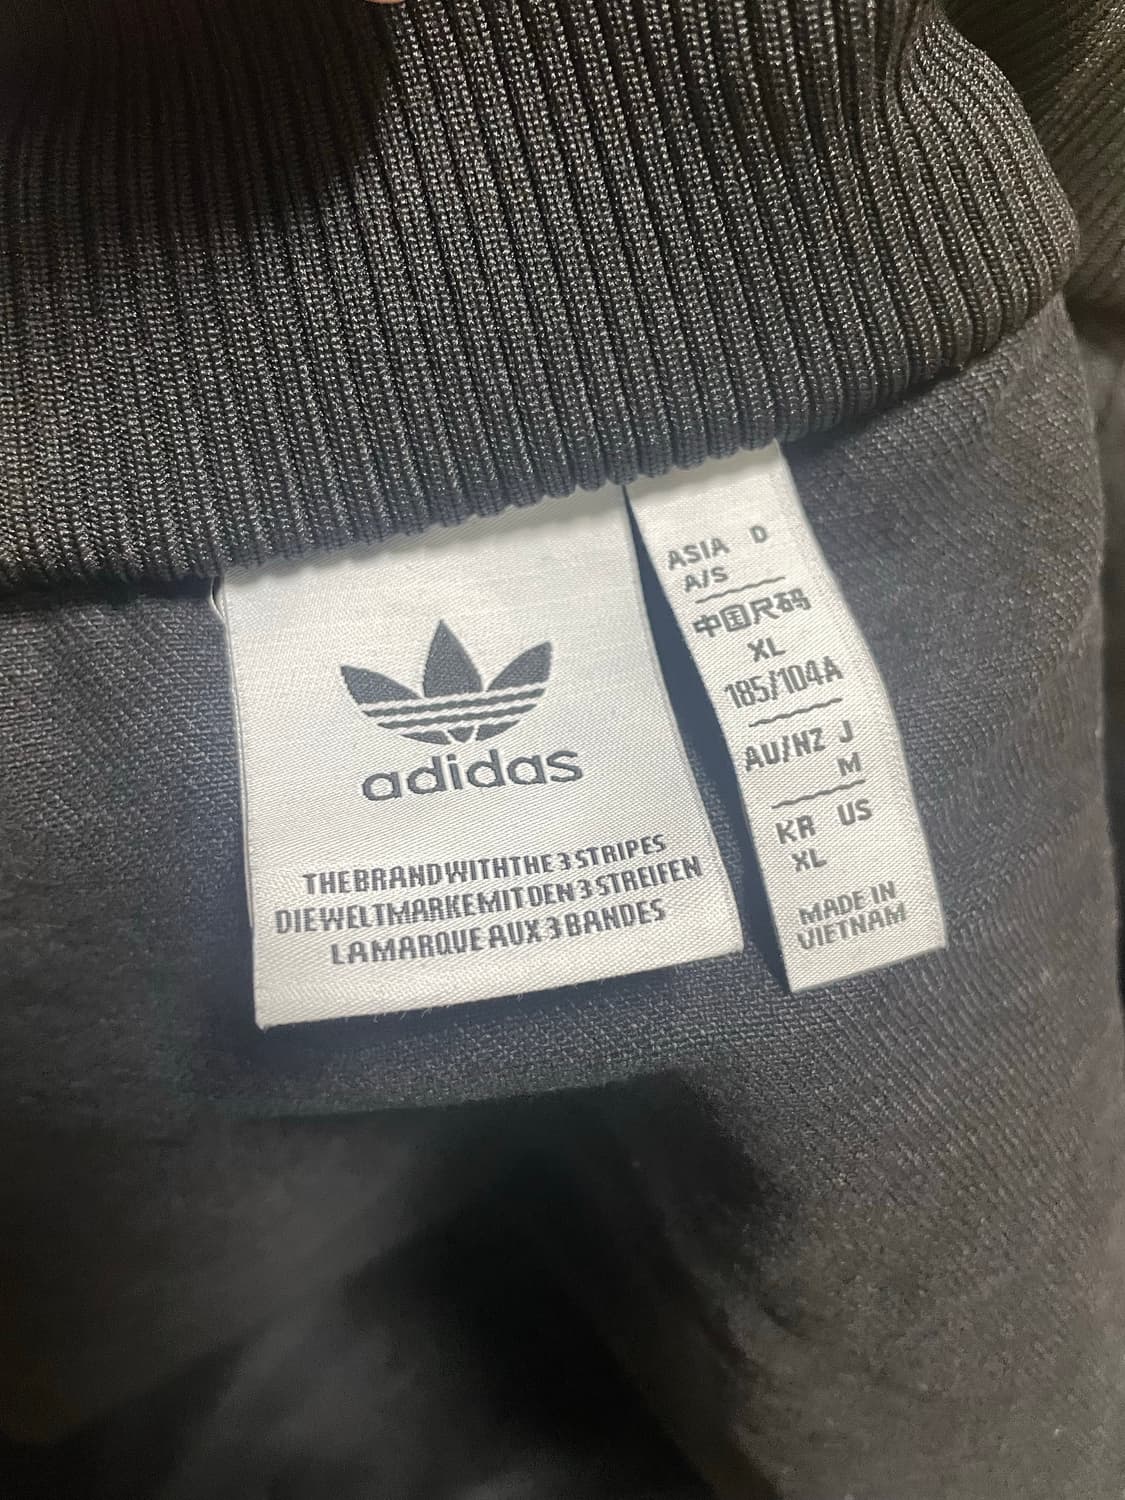 adidas
THE BRAND WITH THE 3 STRIPES
DIE WELTMARKE MIT DEN 3 STREIFEN
LA MARQUE AUX 3 BANDES
ASIA D
A/S
中国尺码
XL
185/104A
AU/NZ J
M
KR US
XL
MADE IN
VIETNAM